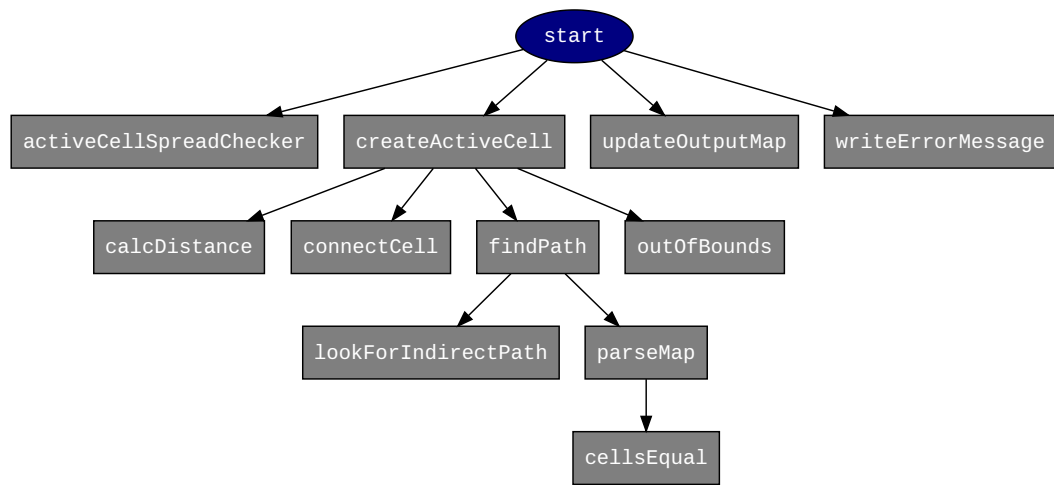 start
activeCellSpreadChecker
createActiveCell
updateOutputMap
writeErrorMessage
calcDistance
connectCell
findPath
outOfBounds
lookForIndirectPath
parseMap
cellsEqual